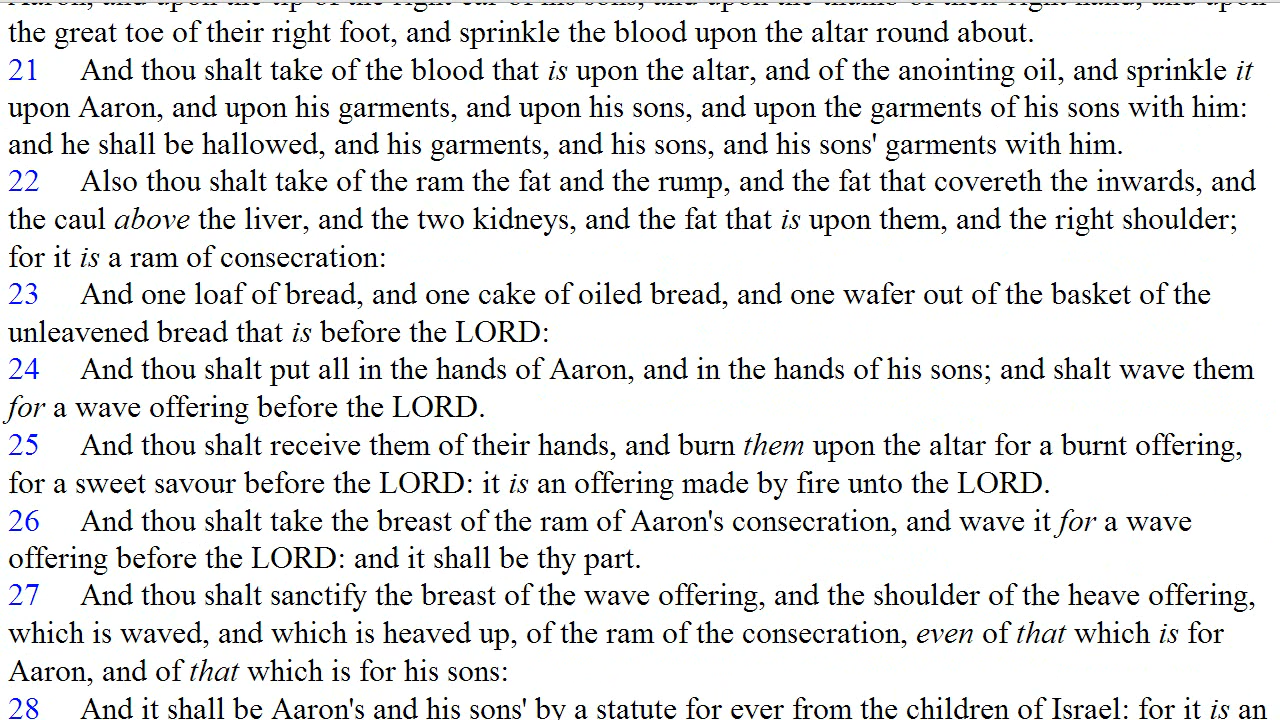 the great toe of their right foot, and sprinkle the blood upon the altar round about.
21 And thou shalt take of the blood that is upon the altar, and of the anointing oil, and sprinkle it
upon Aaron, and upon his garments, and upon his sons, and upon the garments of his sons with him:
and he shall be hallowed, and his garments, and his sons, and his sons' garments with him.
22 Also thou shalt take of the ram the fat and the rump, and the fat that covereth the inwards, and
the caul above the liver, and the two kidneys, and the fat that is upon them, and the right shoulder;
for it is a ram of consecration:
23 And one loaf of bread, and one cake of oiled bread, and one wafer out of the basket of the
unleavened bread that is before the LORD:
24 And thou shalt put all in the hands of Aaron, and in the hands of his sons; and shalt wave them
for a wave offering before the LORD.
25 And thou shalt receive them of their hands, and burn them upon the altar for a burnt offering,
for a sweet savour before the LORD: it is an offering made by fire unto the LORD.
26 And thou shalt take the breast of the ram of Aaron's consecration, and wave it for a wave
offering before the LORD: and it shall be thy part.
27 And thou shalt sanctify the breast of the wave offering, and the shoulder of the heave offering,
which is waved, and which is heaved up, of the ram of the consecration, even of that which is for
Aaron, and of that which is for his sons:
28 And it shall be Aaron's and his sons' by a statute for ever from the children of Israel: for it is an